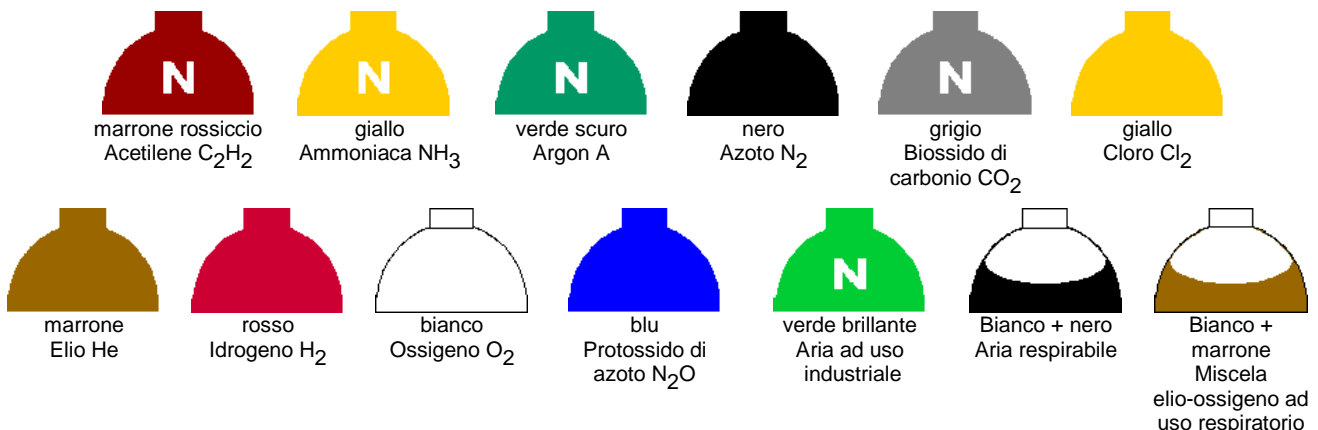 N
N
N
N
marrone rossiccio
Acetilene C2H2
giallo
Ammoniaca NH3
verde scuro
Argon A
nero
Azoto N2
grigio
Biossido di
carbonio CO2
giallo
Cloro Cl2
N
marrone
Elio He
rosso
Idrogeno H2
bianco
Ossigeno O2
blu
Protossido di
azoto N2O
verde brillante
Aria ad uso
industriale
Bianco + nero
Aria respirabile
Bianco +
marrone
Miscela
elio-ossigeno ad
uso respiratorio